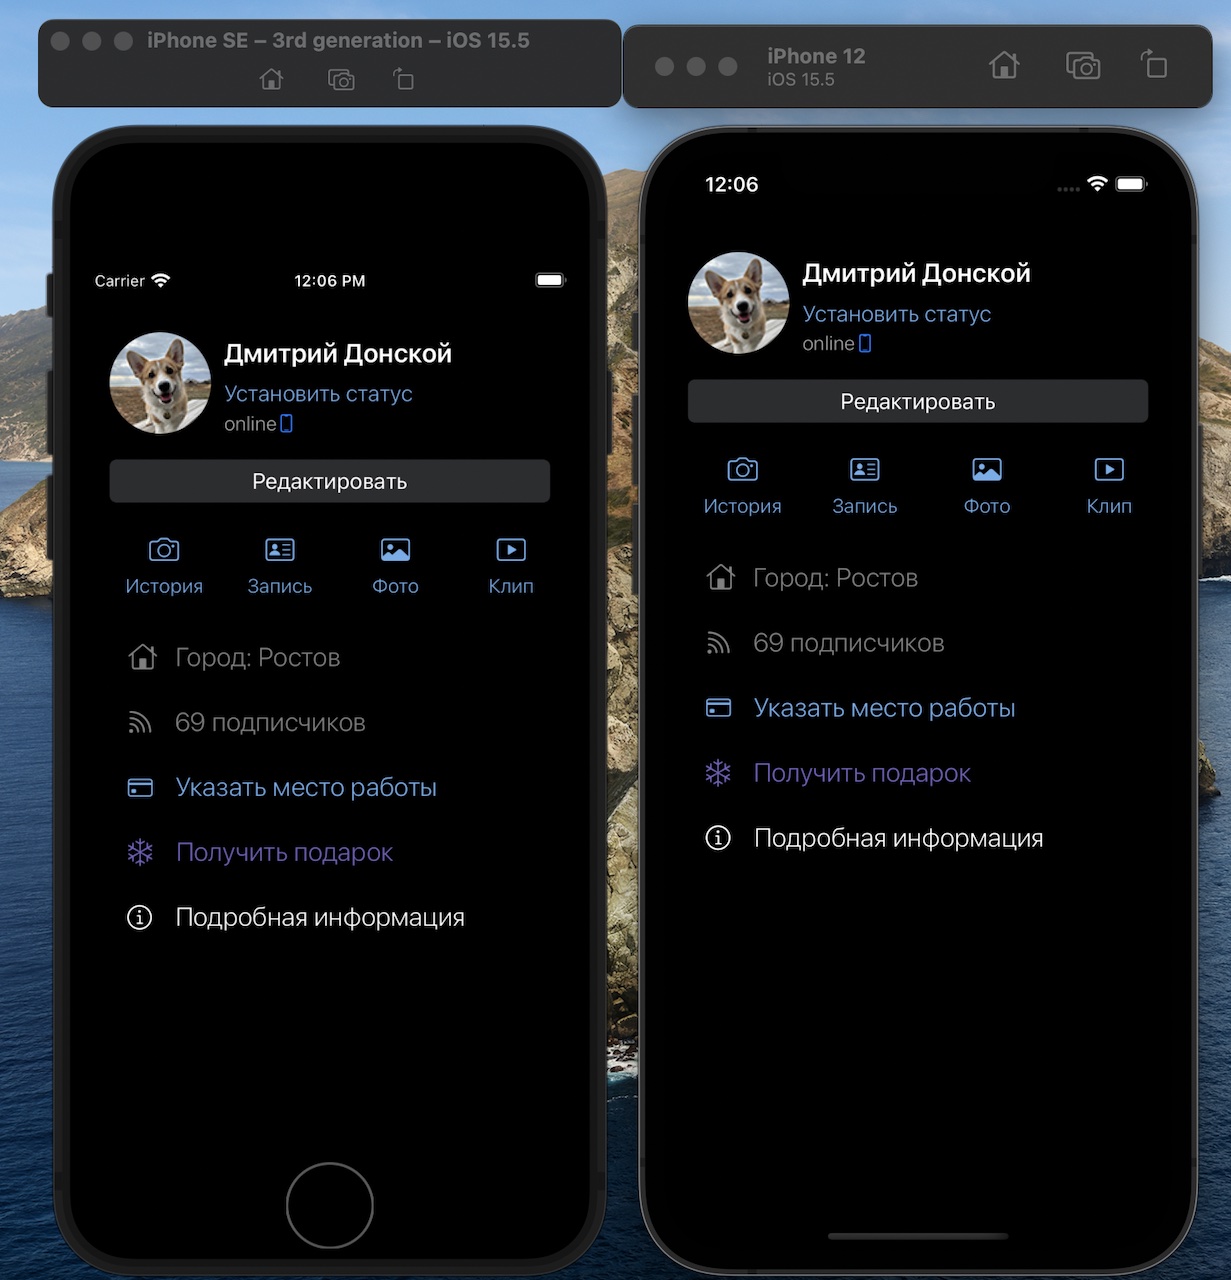 iPhone SE – 3rd generation – iOS 15.5
Carrier
12:06 PM
Дмитрий Донской
Установить статус
online
Редактировать
История
Запись
Фото
Клип
Город: Ростов
69 подписчиков
Указать место работы
Получить подарок
Подробная информация
iPhone 12
iOS 15.5
12:06
Дмитрий Донской
Установить статус
online
Редактировать
История
Запись
Фото
Клип
Город: Ростов
69 подписчиков
Указать место работы
Получить подарок
Подробная информация